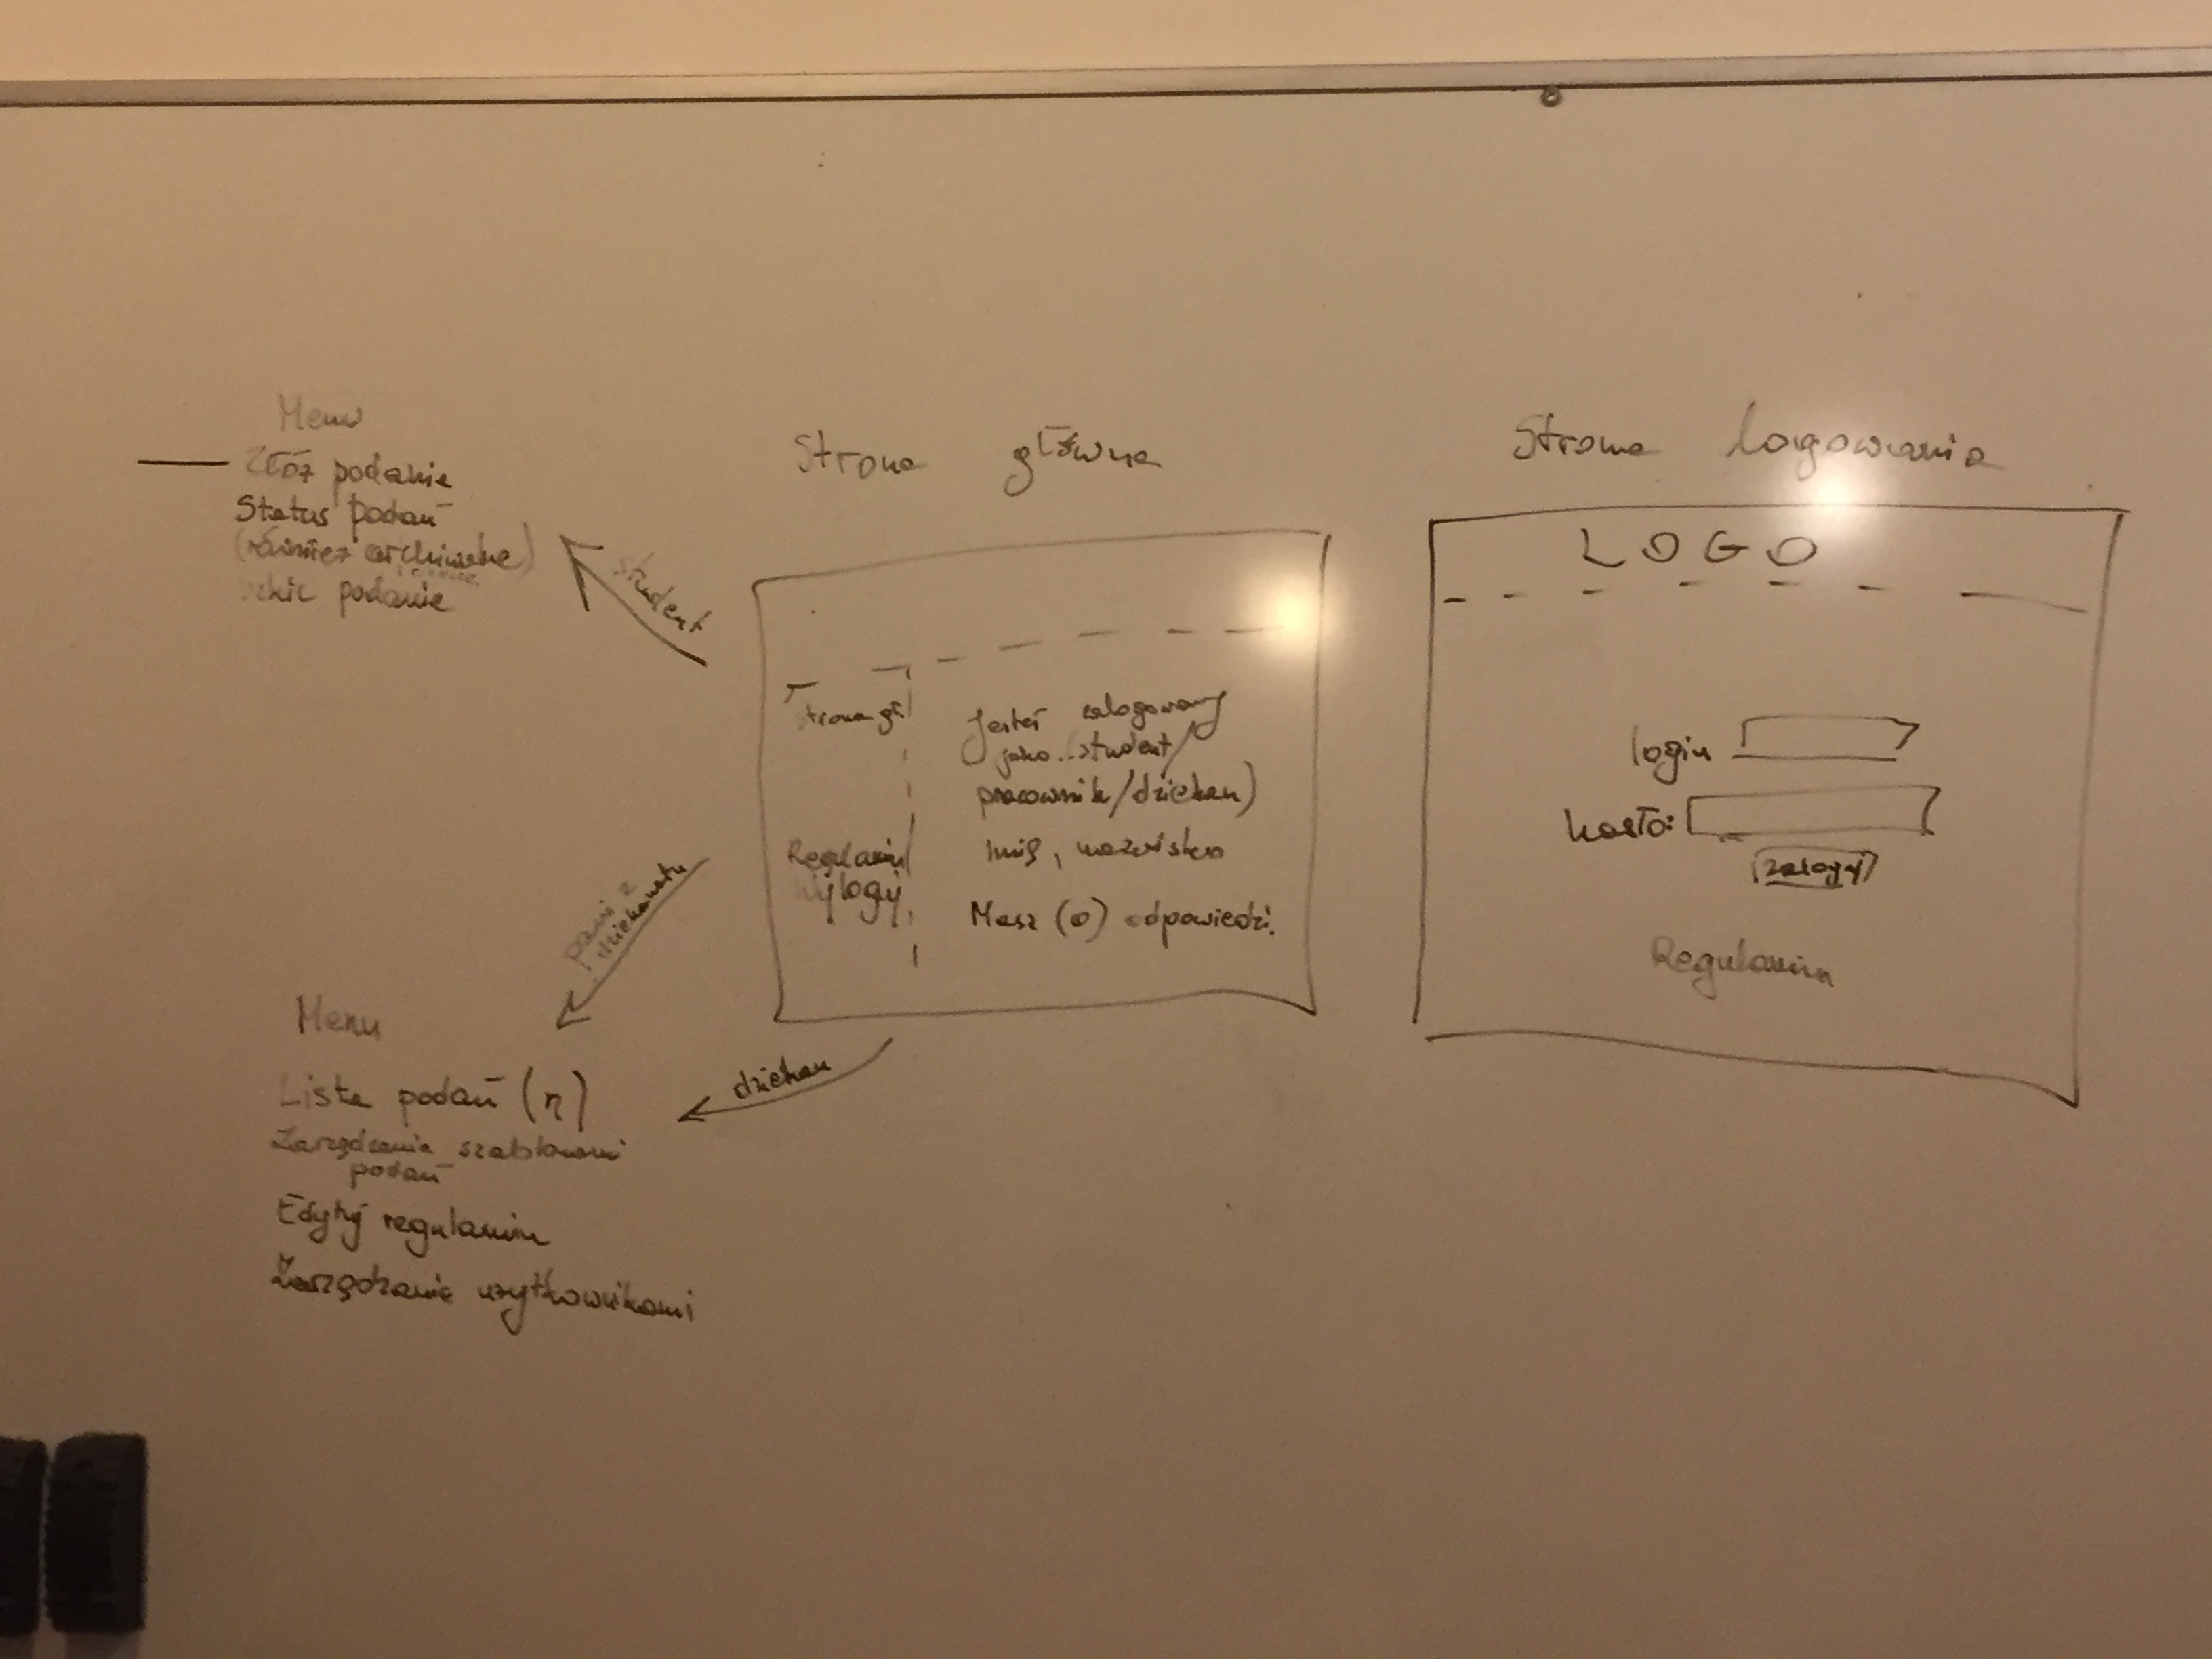 Menu
Złóż podanie
Status podań
(również archiwalne)
szkic podanie
student
Strona główna
Strona gł.
Regulamin
Wyloguj
Jesteś zalogowany
jako (student/
pracownik/dziekan)
Imię, nazwisko
Masz (0) odpowiedzi.
Strona logowania
LOGO
login
hasło:
zaloguj
Regulamin
pani z
dziekanatu
dziekan
Menu
Lista podań (n)
Zarządzanie szablonami
podań
Edytuj regulamin
Zarządzanie użytkownikami